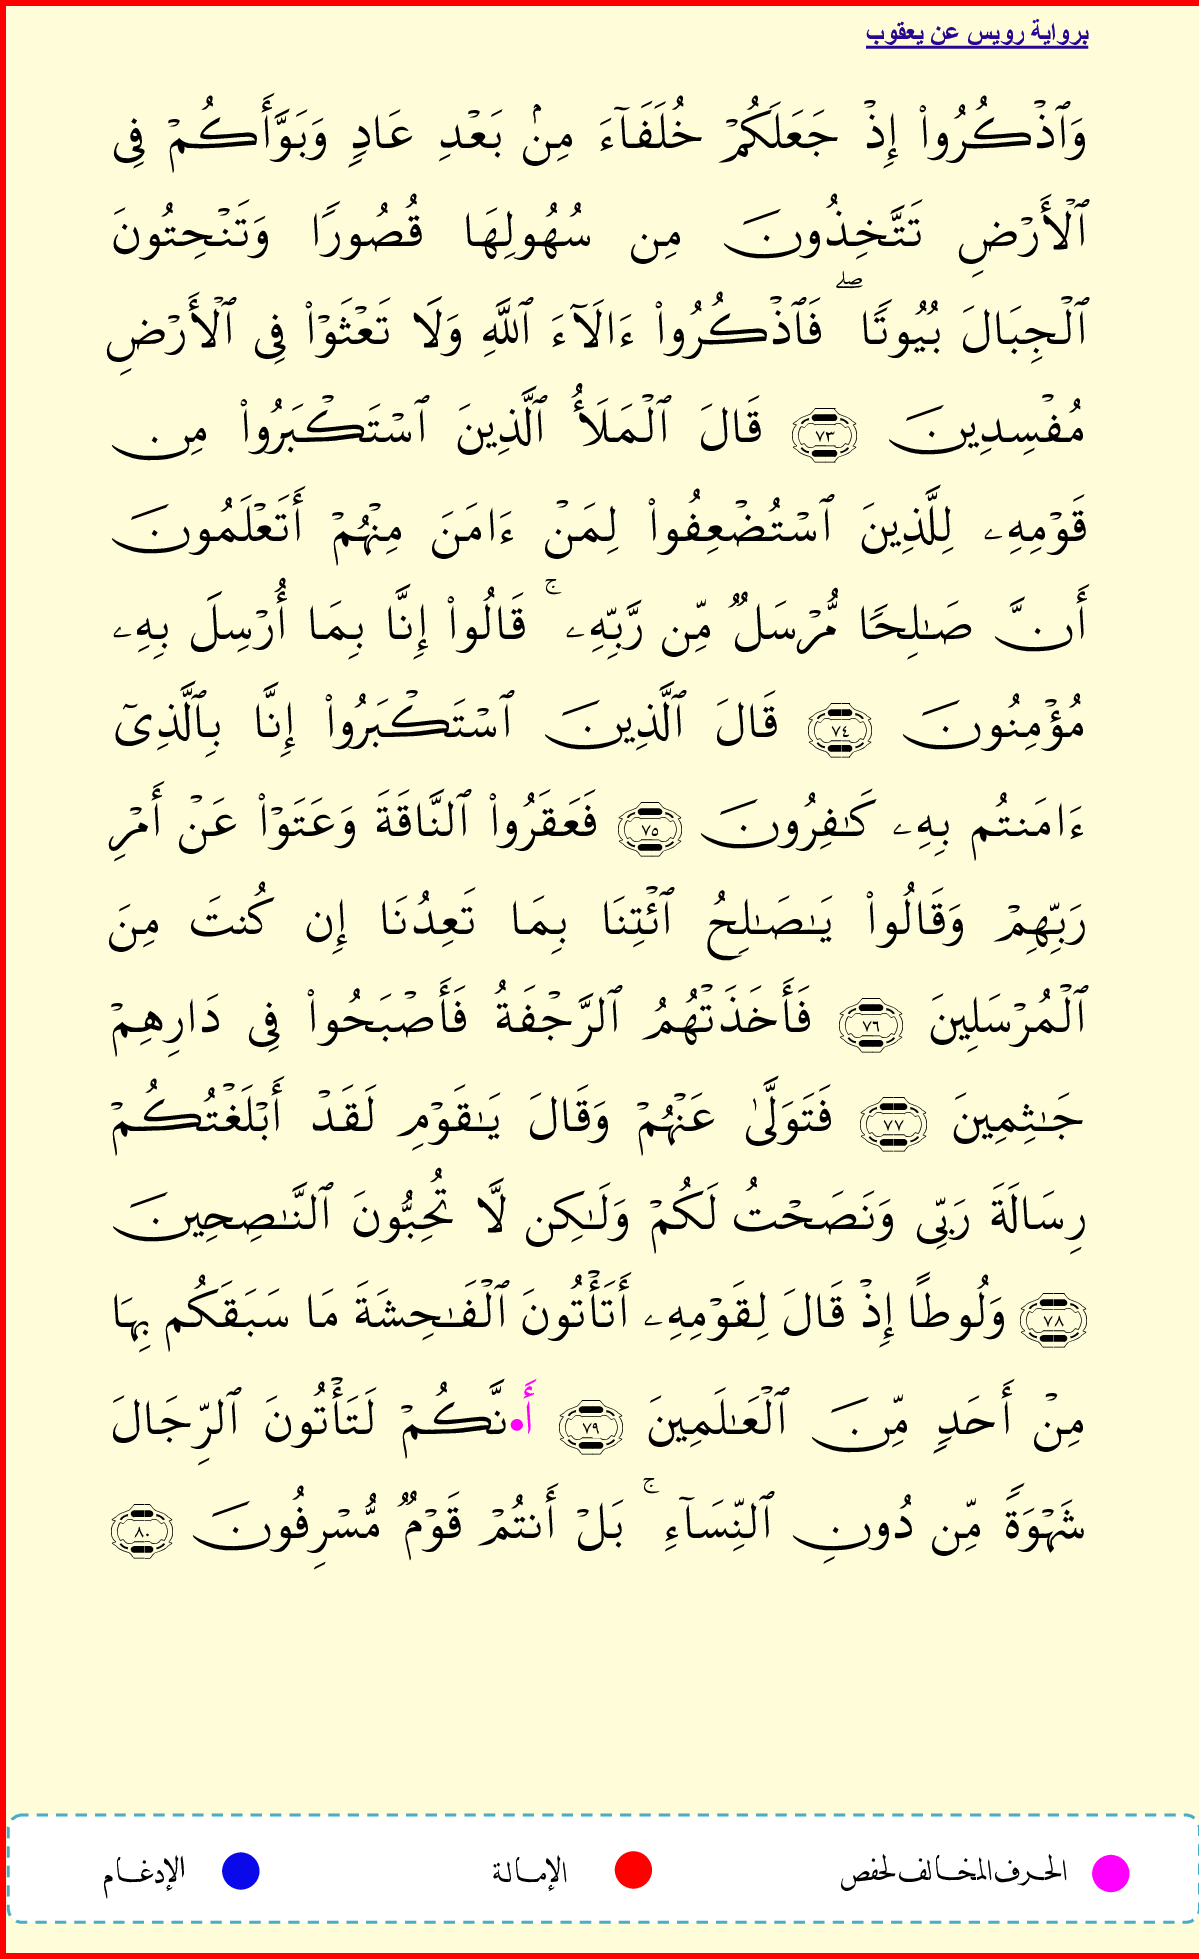 برواية رويس عن يعقوب
وَٱذۡكُرُواْ إِذۡ جَعَلَكُمۡ خُلَفَآءَ مِنۢ بَعۡدِ عَادٖ وَبَوَّأَكُمۡ فِي
ٱلۡأَرۡضِ تَتَّخِذُونَ مِن سُهُولِهَا قُصُورٗا وَتَنۡحِتُونَ
ٱلۡجِبَالَ بُيُوتٗاۖ فَٱذۡكُرُواْ ءَالَآءَ ٱللَّهِ وَلَا تَعۡثَوۡاْ فِي ٱلۡأَرۡضِ
مُفۡسِدِينَ ٧٣ قَالَ ٱلۡمَلَأُ ٱلَّذِينَ ٱسۡتَكۡبَرُواْ مِن
قَوۡمِهِۦ لِلَّذِينَ ٱسۡتُضۡعِفُواْ لِمَنۡ ءَامَنَ مِنۡهُمۡ أَتَعۡلَمُونَ
أَنَّ صَٰلِحٗا مُّرۡسَلٞ مِّن رَّبِّهِۦۚ قَالُواْ إِنَّا بِمَا أُرۡسِلَ بِهِۦ
مُؤۡمِنُونَ ٧٤ قَالَ ٱلَّذِينَ ٱسۡتَكۡبَرُواْ إِنَّا بِٱلَّذِيٓ
ءَامَنتُم بِهِۦ كَٰفِرُونَ ٧٥ فَعَقَرُواْ ٱلنَّاقَةَ وَعَتَوۡاْ عَنۡ أَمۡرِ
رَبِّهِمۡ وَقَالُواْ يَٰصَٰلِحُ ٱئۡتِنَا بِمَا تَعِدُنَا إِن كُنتَ مِنَ
ٱلۡمُرۡسَلِينَ ٧٦ فَأَخَذَتۡهُمُ ٱلرَّجۡفَةُ فَأَصۡبَحُواْ فِي دَارِهِمۡ
جَٰثِمِينَ ٧٧ فَتَوَلَّىٰ عَنۡهُمۡ وَقَالَ يَٰقَوۡمِ لَقَدۡ أَبۡلَغۡتُكُمۡ
رِسَالَةَ رَبِّي وَنَصَحۡتُ لَكُمۡ وَلَٰكِن لَّا تُحِبُّونَ ٱلنَّٰصِحِينَ
٧٨ وَلُوطًا إِذۡ قَالَ لِقَوۡمِهِۦ أَتَأۡتُونَ ٱلۡفَٰحِشَةَ مَا سَبَقَكُم بِهَا
مِنۡ أَحَدٖ مِّنَ ٱلۡعَٰلَمِينَ ٧٩ أَ•نَّكُمۡ لَتَأۡتُونَ ٱلرِّجَالَ
شَهۡوَةٗ مِّن دُونِ ٱلنِّسَآءِۚ بَلۡ أَنتُمۡ قَوۡمٞ مُّسۡرِفُونَ ٨٠
الحرف المخالف لحفص الإمالة الإدغام